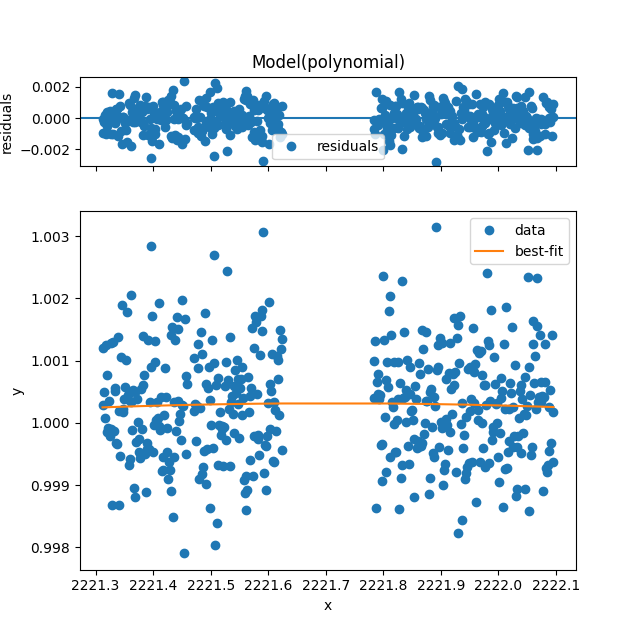 Model(polynomial)
residuals
0.002
0.000
−0.002
residuals
y
1.003
1.002
1.001
1.000
0.999
0.998
data
best-fit
2221.3 2221.4 2221.5 2221.6 2221.7 2221.8 2221.9 2222.0 2222.1
x